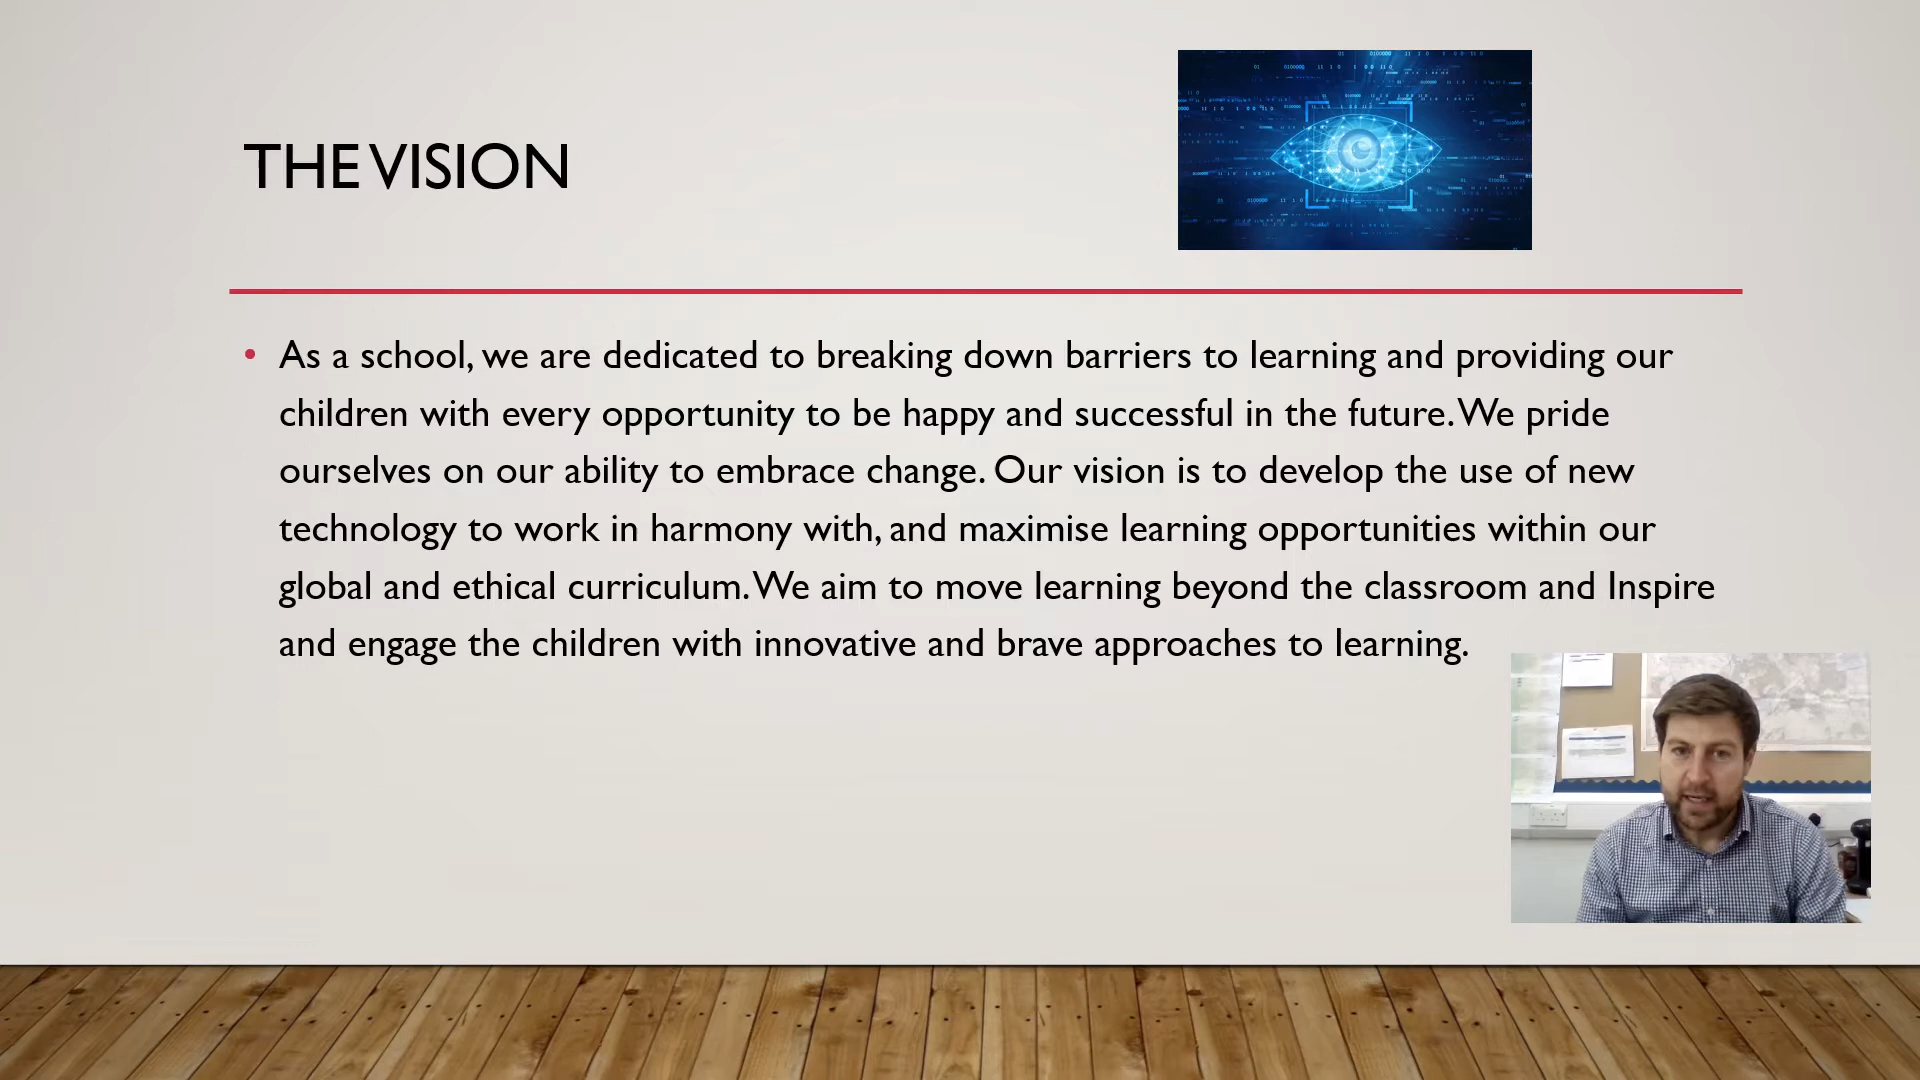 THE VISION
• As a school, we are dedicated to breaking down barriers to learning and providing our
children with every opportunity to be happy and successful in the future. We pride
ourselves on our ability to embrace change. Our vision is to develop the use of new
technology to work in harmony with, and maximise learning opportunities within our
global and ethical curriculum. We aim to move learning beyond the classroom and Inspire
and engage the children with innovative and brave approaches to learning.